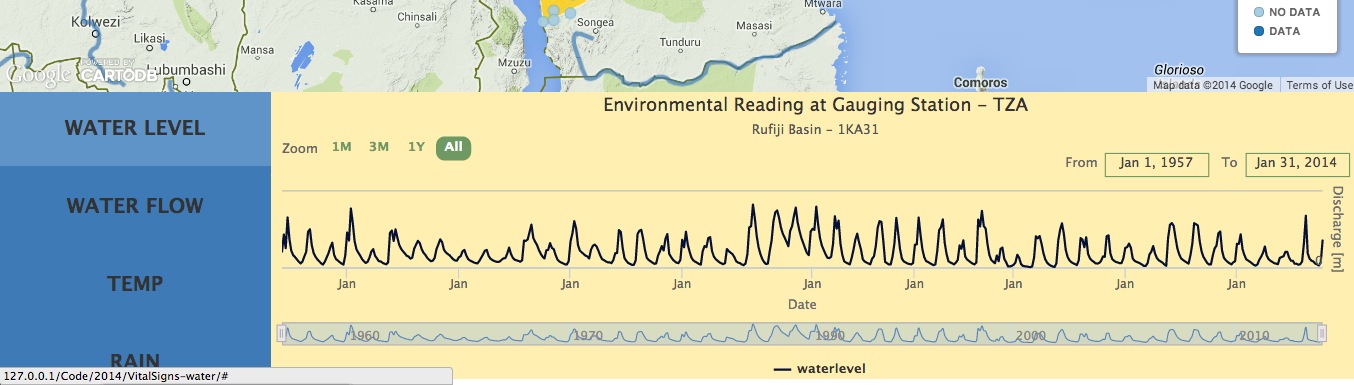 Kasama
Mtwara
Kolwezi
Chinsali
Songea
Masasi
NO DATA
Likasi
Mansa
Tunduru
DATA
Mzuzu
Google
POWERED BY
CARTODB
Lubumbashi
Comoros
Glorioso
Map data ©2014 Google
Terms of Use
WATER LEVEL
WATER FLOW
TEMP
RAIN
Environmental Reading at Gauging Station – TZA
Rufiji Basin – 1KA31
Zoom 1M 3M 1Y All
From Jan 1, 1957 To Jan 31, 2014
Discharge [m]
0
Jan Jan Jan Jan Jan Jan Jan Jan Jan
Date
1960 1970 1990 2000 2010
waterlevel
127.0.0.1/Code/2014/VitalSigns-water/#